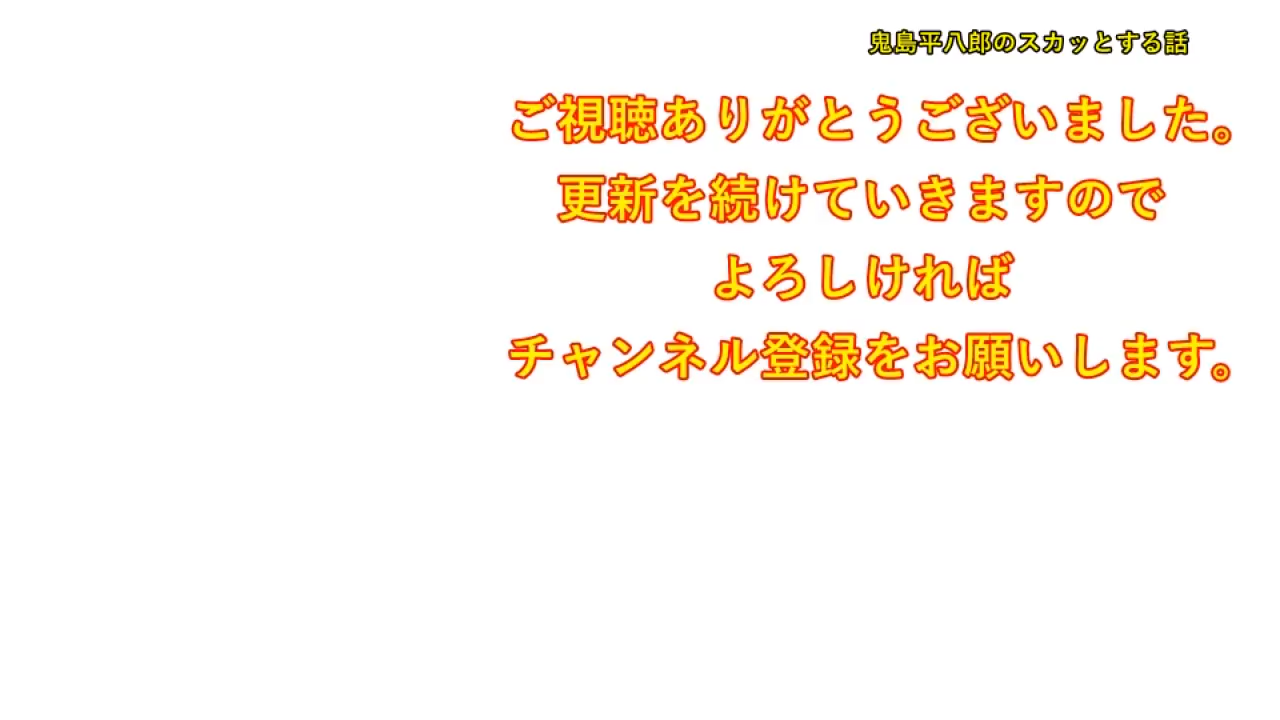 鬼島平八郎のスカッとする話
ご視聴ありがとうございました。
更新を続けていきますので
よろしければ
チャンネル登録をお願いします。